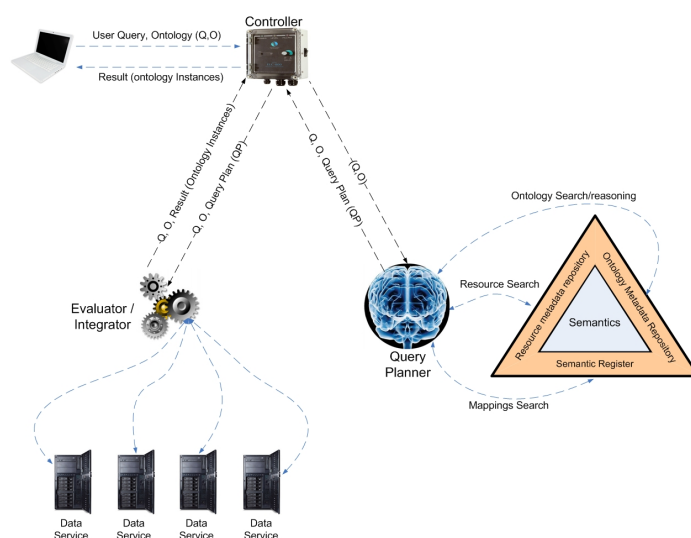 Controller
User Query, Ontology (Q,O)
Result (ontology Instances)
Q, O, Result (Ontology Instances)
Q, O, Query Plan (QP)
Q, O, Query Plan (QP)
(Q,O)
Ontology Search/reasoning
Resource Search
Resource metadata repository
Ontology Metadata Repository
Semantics
Semantic Register
Evaluator /
Integrator
Query
Planner
Mappings Search
Data
Service
Data
Service
Data
Service
Data
Service